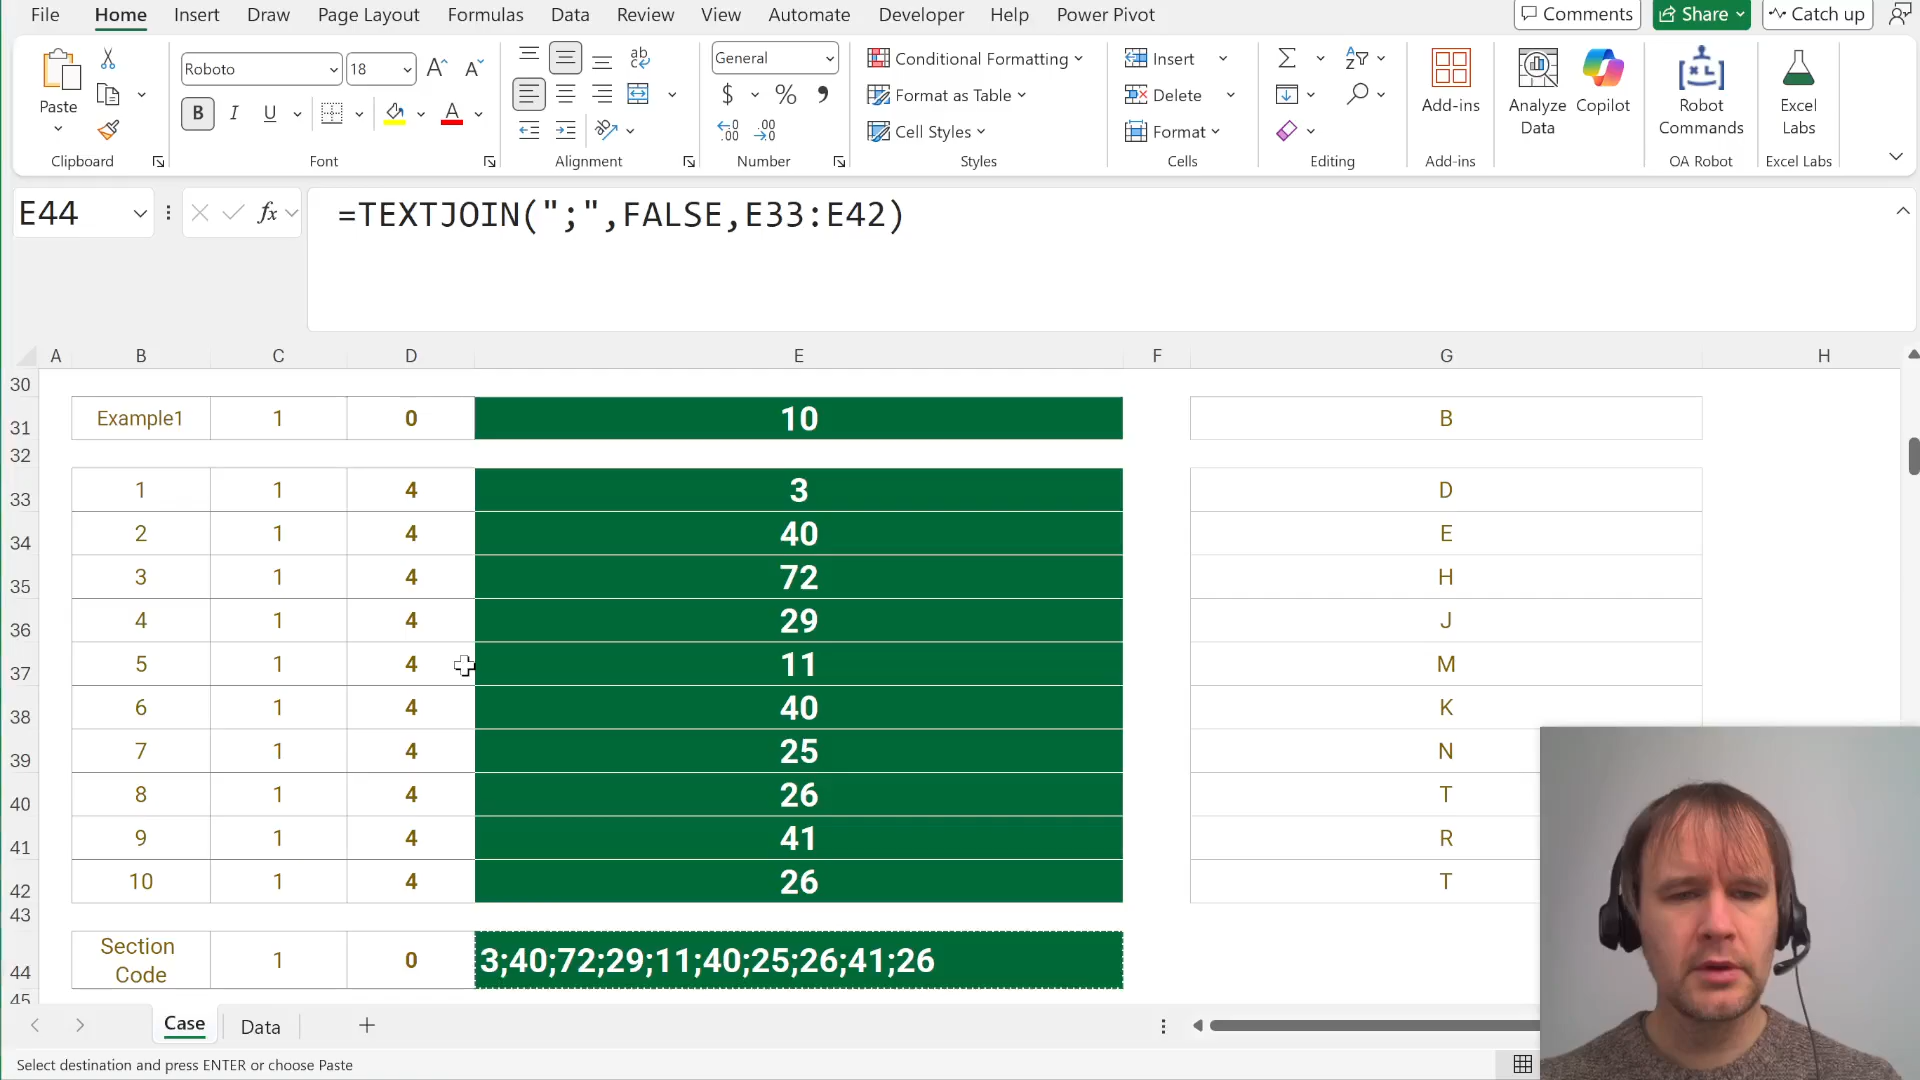 File Home Insert Draw Page Layout Formulas Data Review View Automate Developer Help Power Pivot Comments Share Catch up
Paste
Clipboard
Roboto 18
B I U A
Font
ab
Alignment
General
$ % 9
.00
Number
Conditional Formatting
Format as Table
Cell Styles
Styles
Insert
Delete
Format
Cells
Editing
Add-ins
Add-ins
Analyze Data
Copilot
Robot Commands
OA Robot
Excel Labs
Excel Labs
E44 fx =TEXTJOIN(";",FALSE,E33:E42)
A B C D E F G H
30
31 Example1 1 0 10 B
32
33 1 1 4 3 D
34 2 1 4 40 E
35 3 1 4 72 H
36 4 1 4 29 J
37 5 1 4 11 M
38 6 1 4 40 K
39 7 1 4 25 N
40 8 1 4 26 T
41 9 1 4 41 R
42 10 1 4 26 T
43
44 Section Code 1 0 3;40;72;29;11;40;25;26;41;26
45
Case Data
Select destination and press ENTER or choose Paste